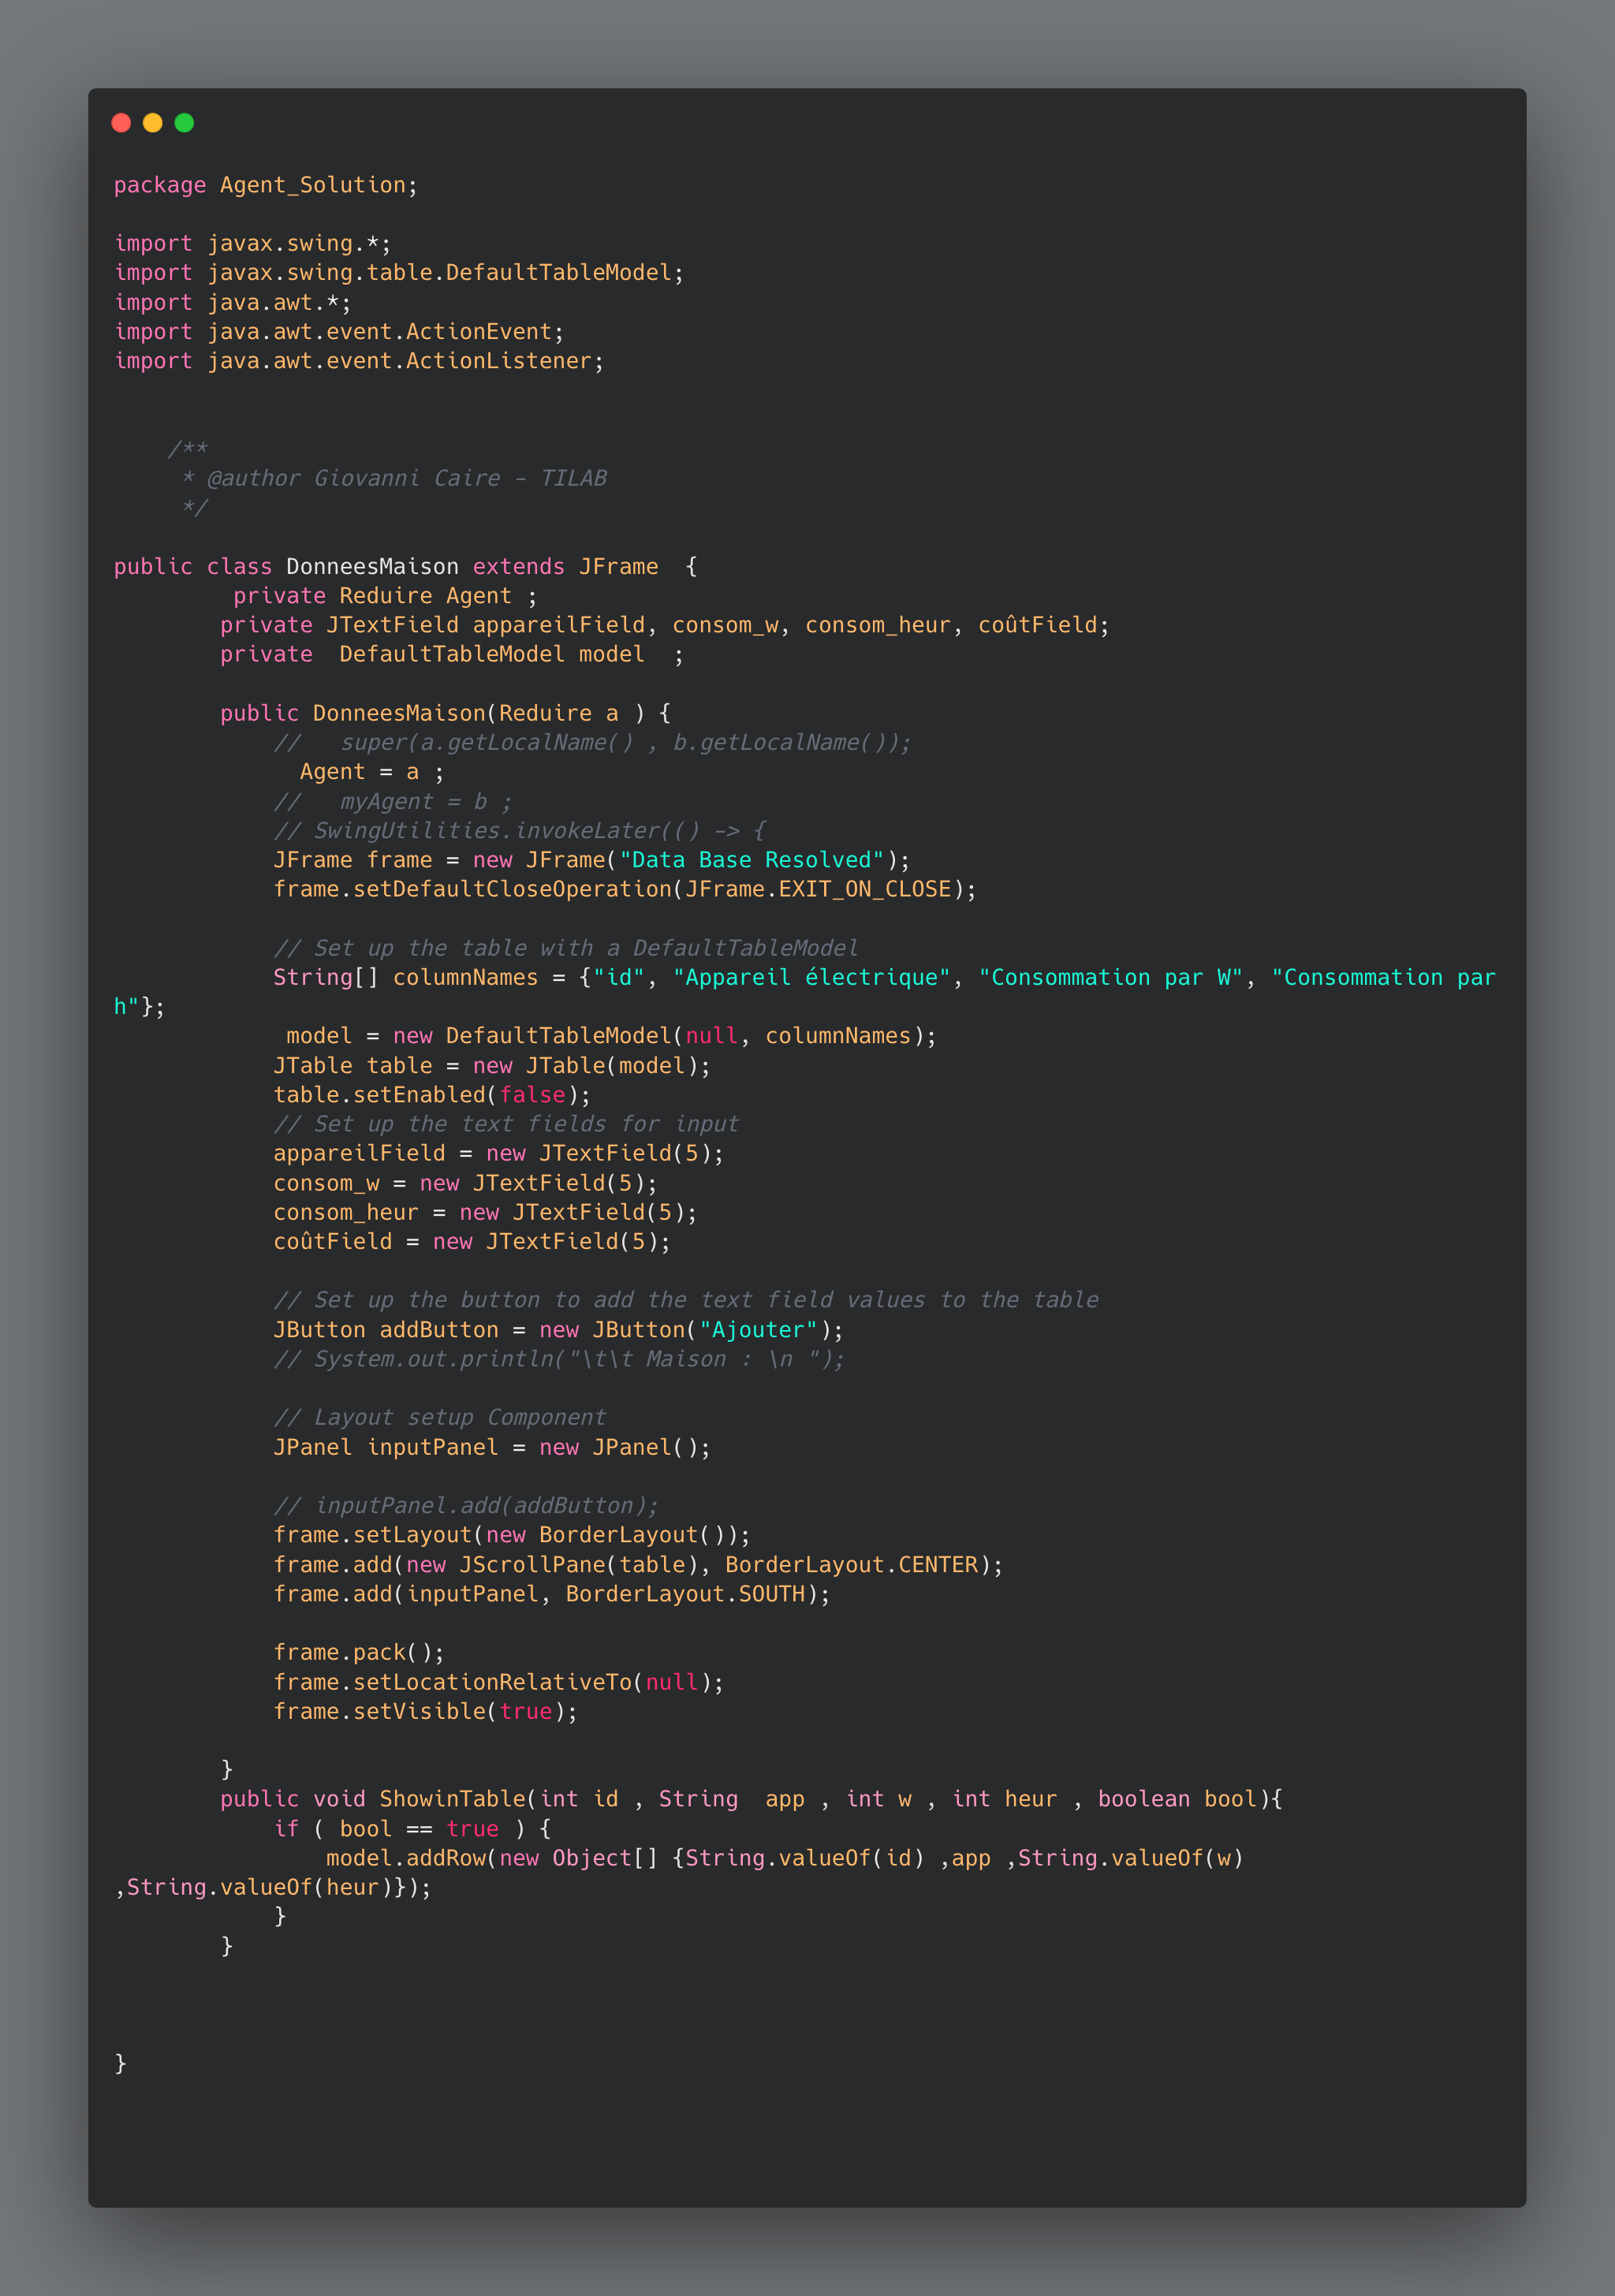 package Agent_Solution;

import javax.swing.*;
import javax.swing.table.DefaultTableModel;
import java.awt.*;
import java.awt.event.ActionEvent;
import java.awt.event.ActionListener;


    /**
     * @author Giovanni Caire - TILAB
     */

public class DonneesMaison extends JFrame  {
         private Reduire Agent ;
        private JTextField appareilField, consom_w, consom_heur, coûtField;
        private  DefaultTableModel model  ;

        public DonneesMaison(Reduire a ) {
            //   super(a.getLocalName() , b.getLocalName());
              Agent = a ;
            //   myAgent = b ;
            // SwingUtilities.invokeLater(() -> {
            JFrame frame = new JFrame("Data Base Resolved");
            frame.setDefaultCloseOperation(JFrame.EXIT_ON_CLOSE);

            // Set up the table with a DefaultTableModel
            String[] columnNames = {"id", "Appareil électrique", "Consommation par W", "Consommation par
h"};
             model = new DefaultTableModel(null, columnNames);
            JTable table = new JTable(model);
            table.setEnabled(false);
            // Set up the text fields for input
            appareilField = new JTextField(5);
            consom_w = new JTextField(5);
            consom_heur = new JTextField(5);
            coûtField = new JTextField(5);

            // Set up the button to add the text field values to the table
            JButton addButton = new JButton("Ajouter");
            // System.out.println("\t\t Maison : \n ");

            // Layout setup Component
            JPanel inputPanel = new JPanel();

            // inputPanel.add(addButton);
            frame.setLayout(new BorderLayout());
            frame.add(new JScrollPane(table), BorderLayout.CENTER);
            frame.add(inputPanel, BorderLayout.SOUTH);

            frame.pack();
            frame.setLocationRelativeTo(null);
            frame.setVisible(true);

        }
        public void ShowinTable(int id , String  app , int w , int heur , boolean bool){
            if ( bool == true ) {
                model.addRow(new Object[] {String.valueOf(id) ,app ,String.valueOf(w)
,String.valueOf(heur)});
            }
        }



}